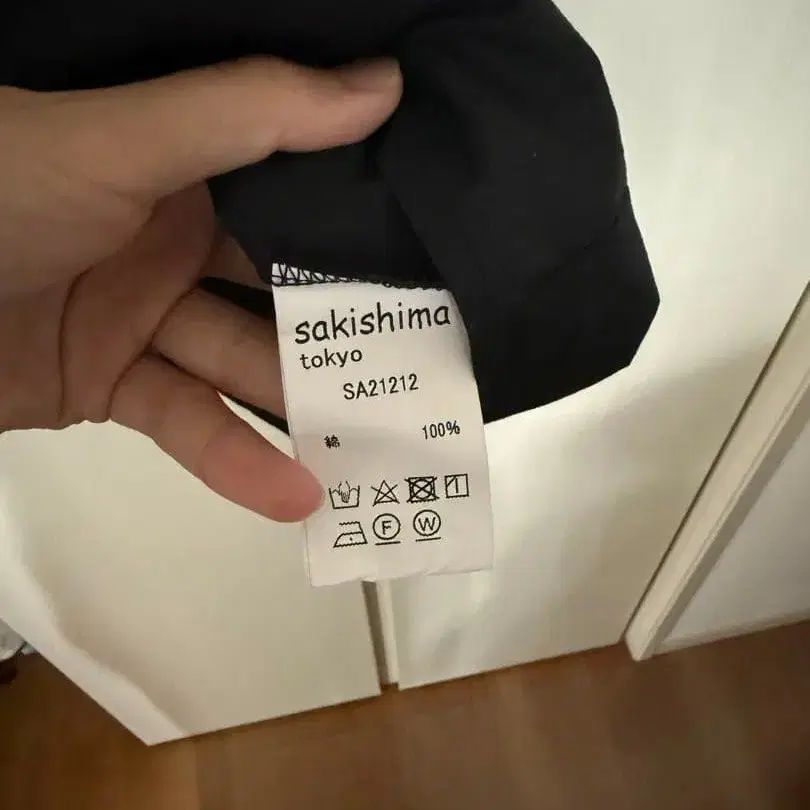 sakishima
tokyo
SA21212
綿 100%
F W